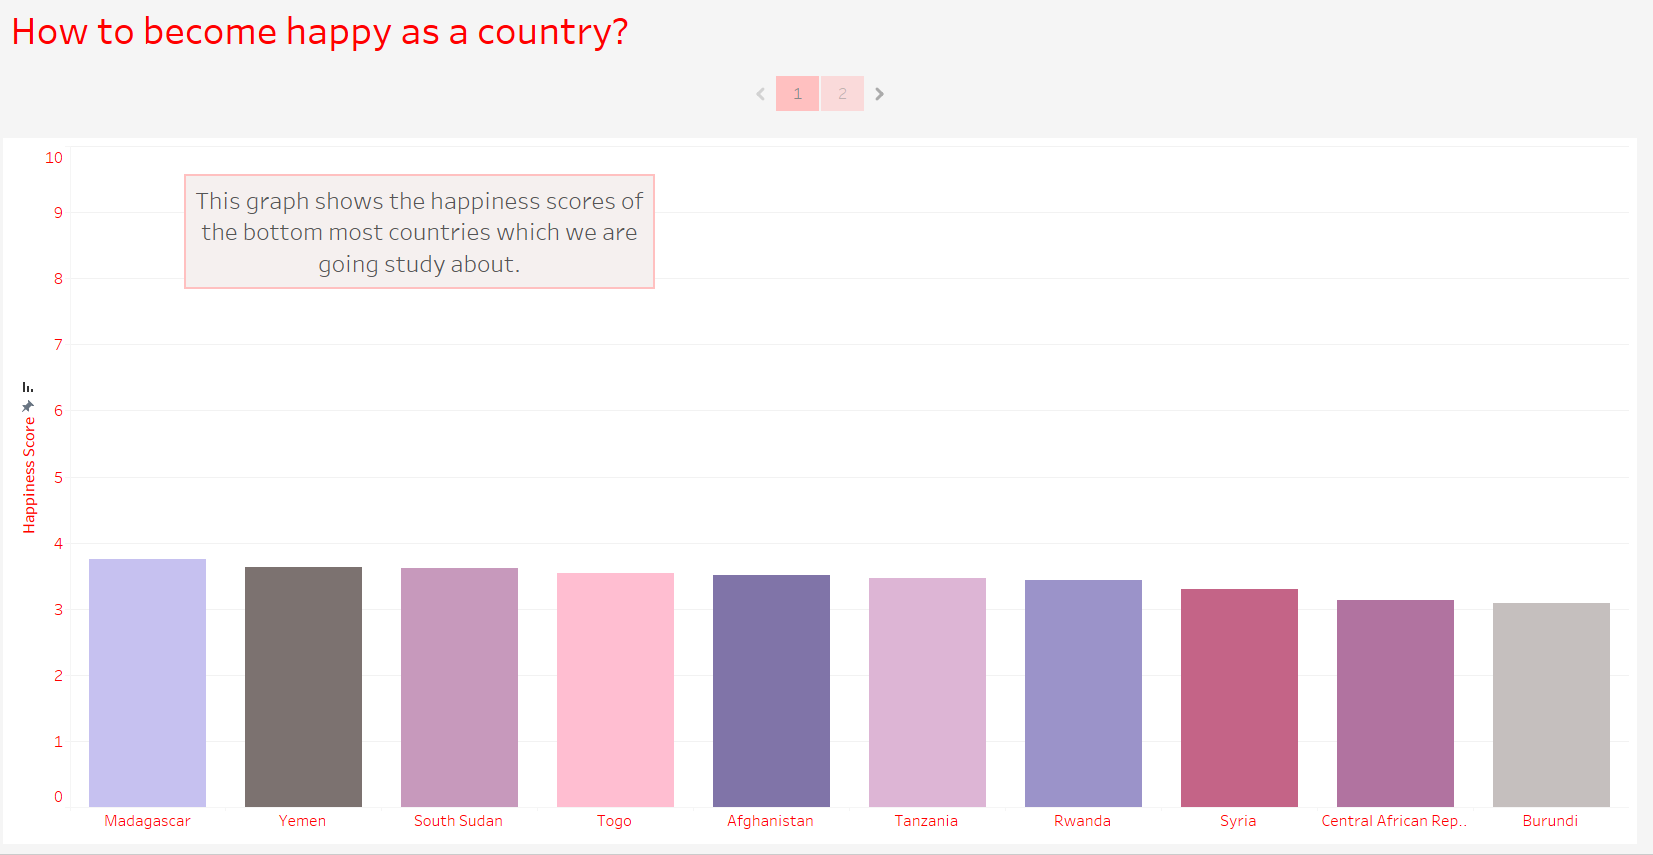 How to become happy as a country?
1 2
This graph shows the happiness scores of
the bottom most countries which we are
going study about.
10
9
8
7
6
5
4
3
2
1
0
Happiness Score
Madagascar Yemen South Sudan Togo Afghanistan Tanzania Rwanda Syria Central African Rep.. Burundi